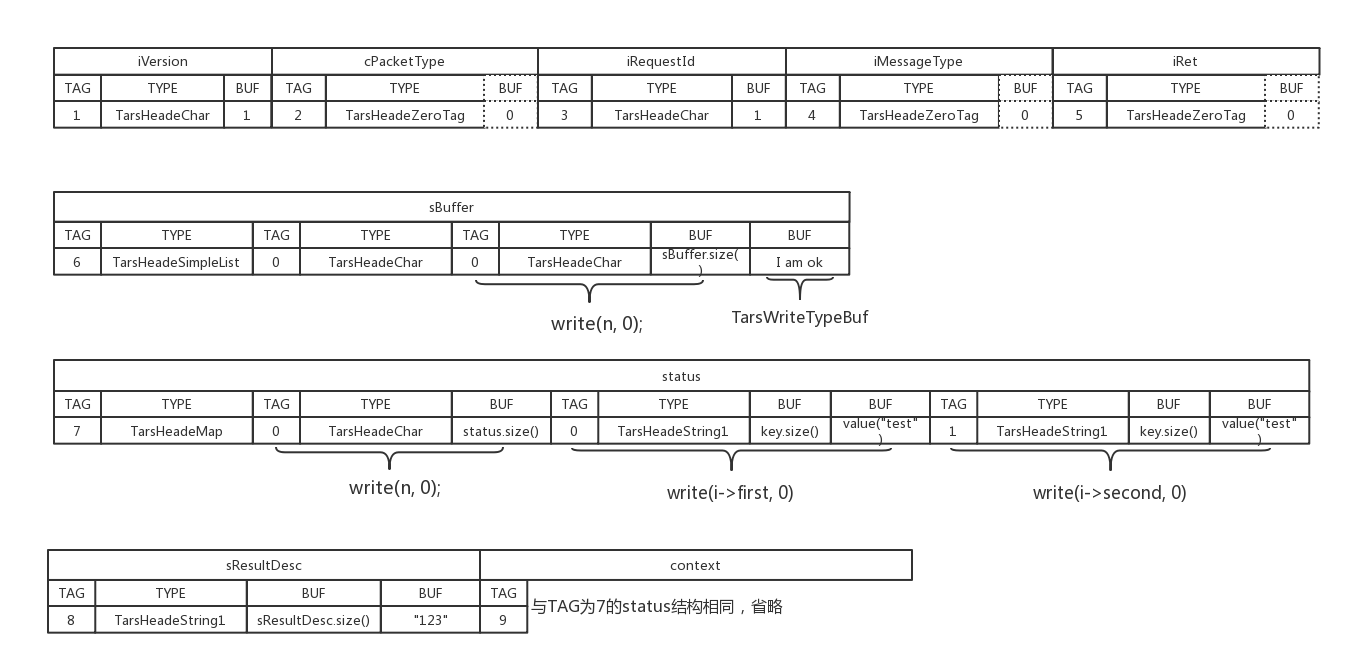 iVersion cPacketType iRequestId iMessageType iRet
TAG TYPE BUF TAG TYPE BUF TAG TYPE BUF TAG TYPE BUF TAG TYPE BUF
1 TarsHeadeChar 1 2 TarsHeadeZeroTag 0 3 TarsHeadeChar 1 4 TarsHeadeZeroTag 0 5 TarsHeadeZeroTag 0
sBuffer
TAG TYPE TAG TYPE TAG TYPE BUF BUF
6 TarsHeadeSimpleList 0 TarsHeadeChar 0 TarsHeadeChar sBuffer.size( I am ok
)
write(n, 0); TarsWriteTypeBuf
status
TAG TYPE TAG TYPE BUF TAG TYPE BUF BUF TAG TYPE BUF BUF
7 TarsHeadeMap 0 TarsHeadeChar status.size() 0 TarsHeadeString1 key.size() value("test" 1 TarsHeadeString1 key.size() value("test"
) )
write(n, 0); write(i->first, 0) write(i->second, 0)
sResultDesc context
TAG TYPE BUF BUF TAG
与TAG为7的status结构相同，省略
8 TarsHeadeString1 sResultDesc.size() "123" 9